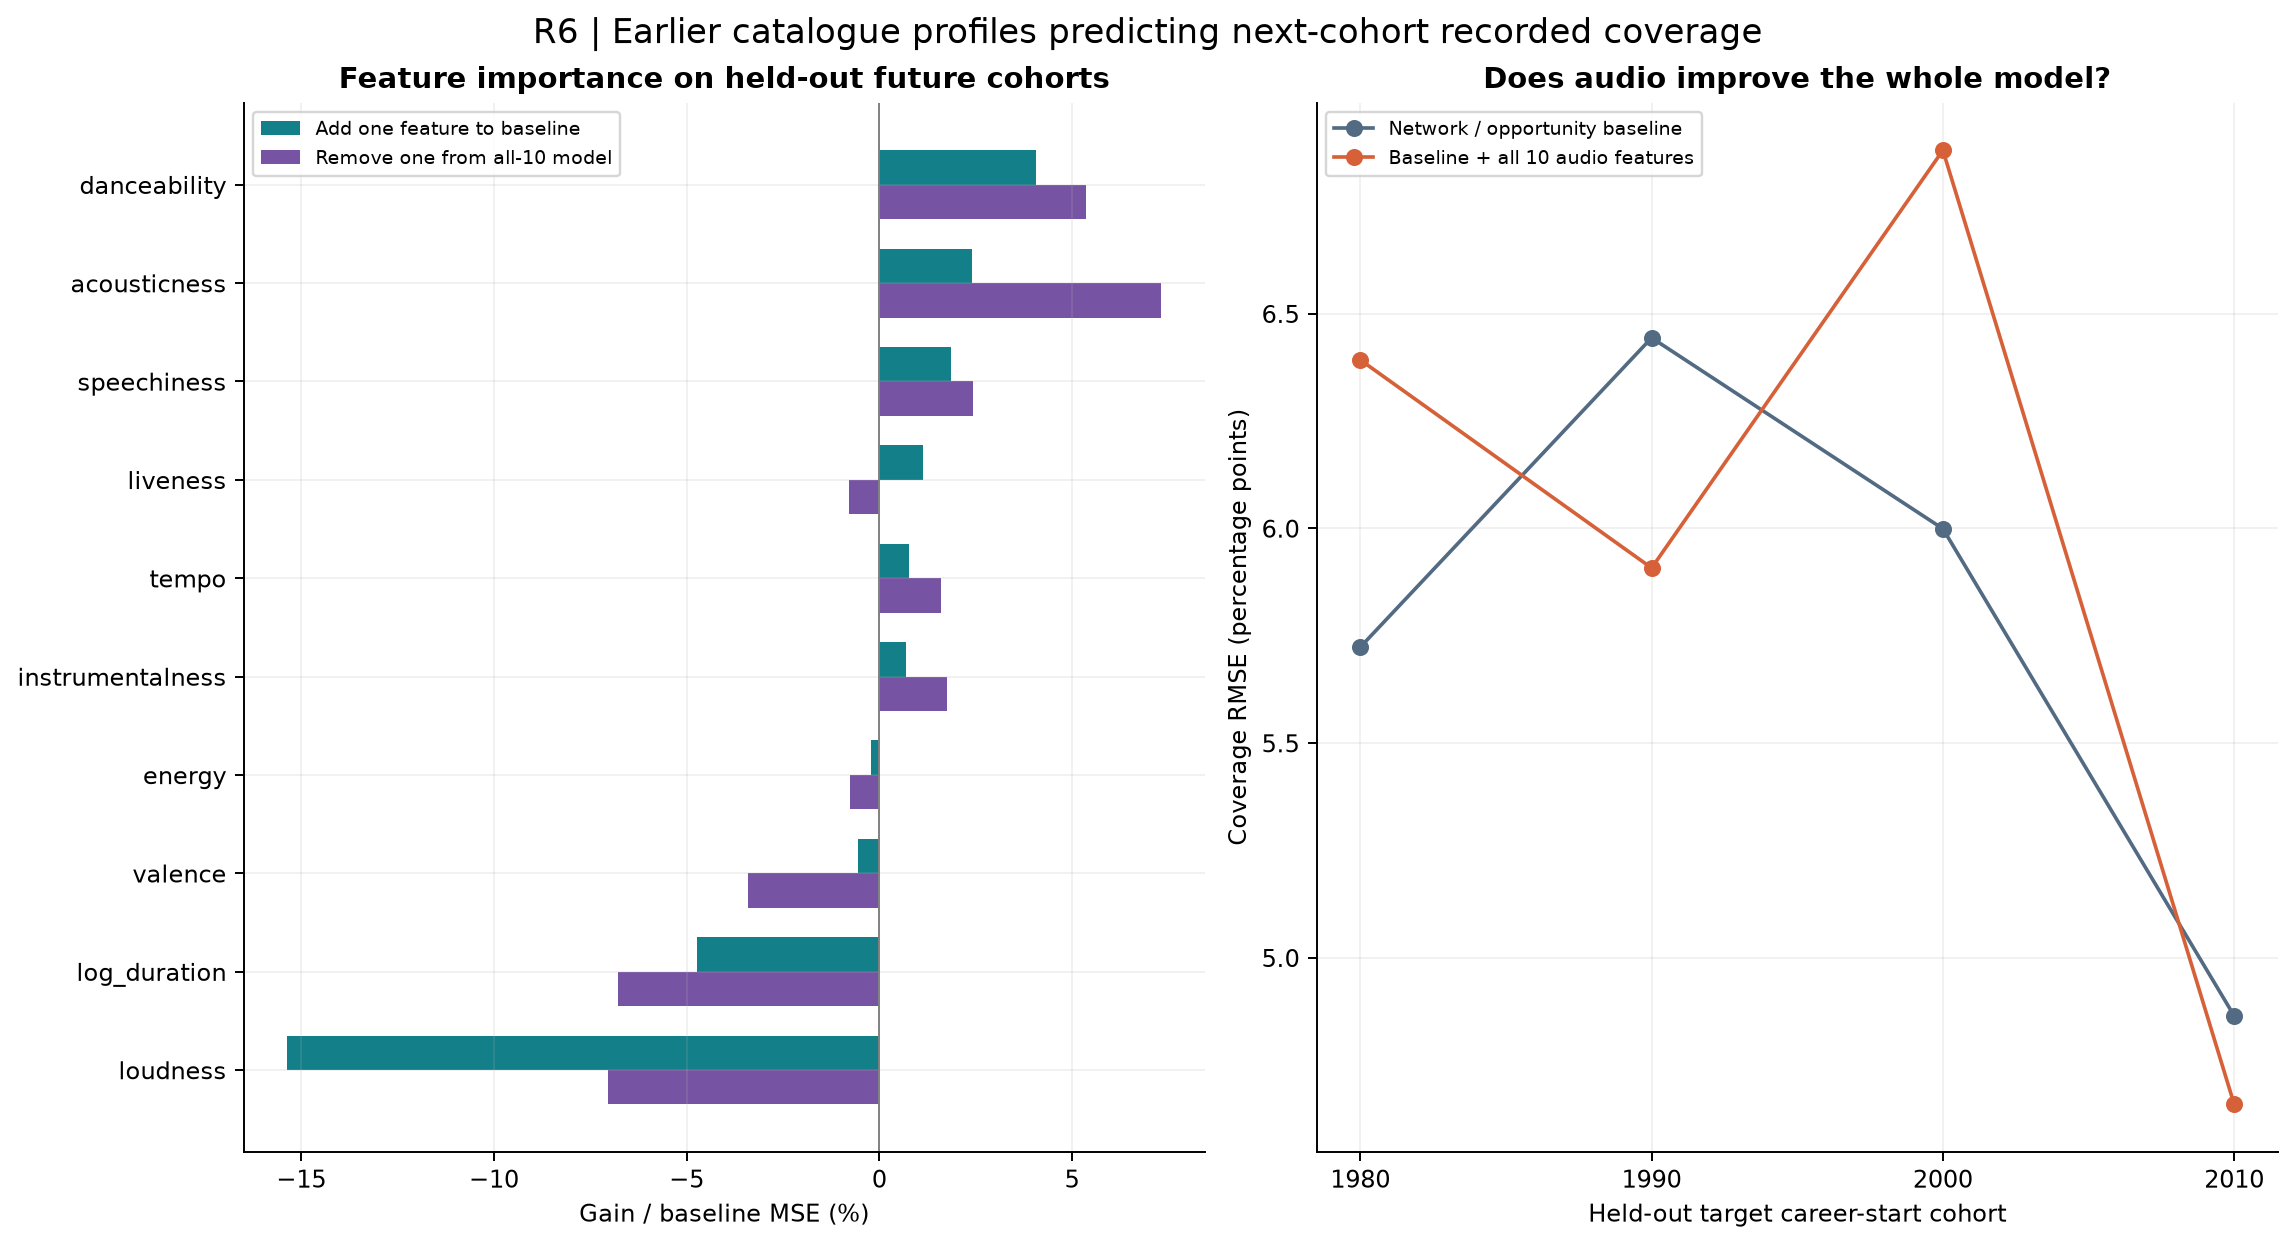 R6 | Earlier catalogue profiles predicting next-cohort recorded coverage
Feature importance on held-out future cohorts
Add one feature to baseline
Remove one from all-10 model
danceability
acousticness
speechiness
liveness
tempo
instrumentalness
energy
valence
log_duration
loudness
−15
−10
−5
0
5
Gain / baseline MSE (%)
Does audio improve the whole model?
Network / opportunity baseline
Baseline + all 10 audio features
Coverage RMSE (percentage points)
6.5
6.0
5.5
5.0
1980
1990
2000
2010
Held-out target career-start cohort